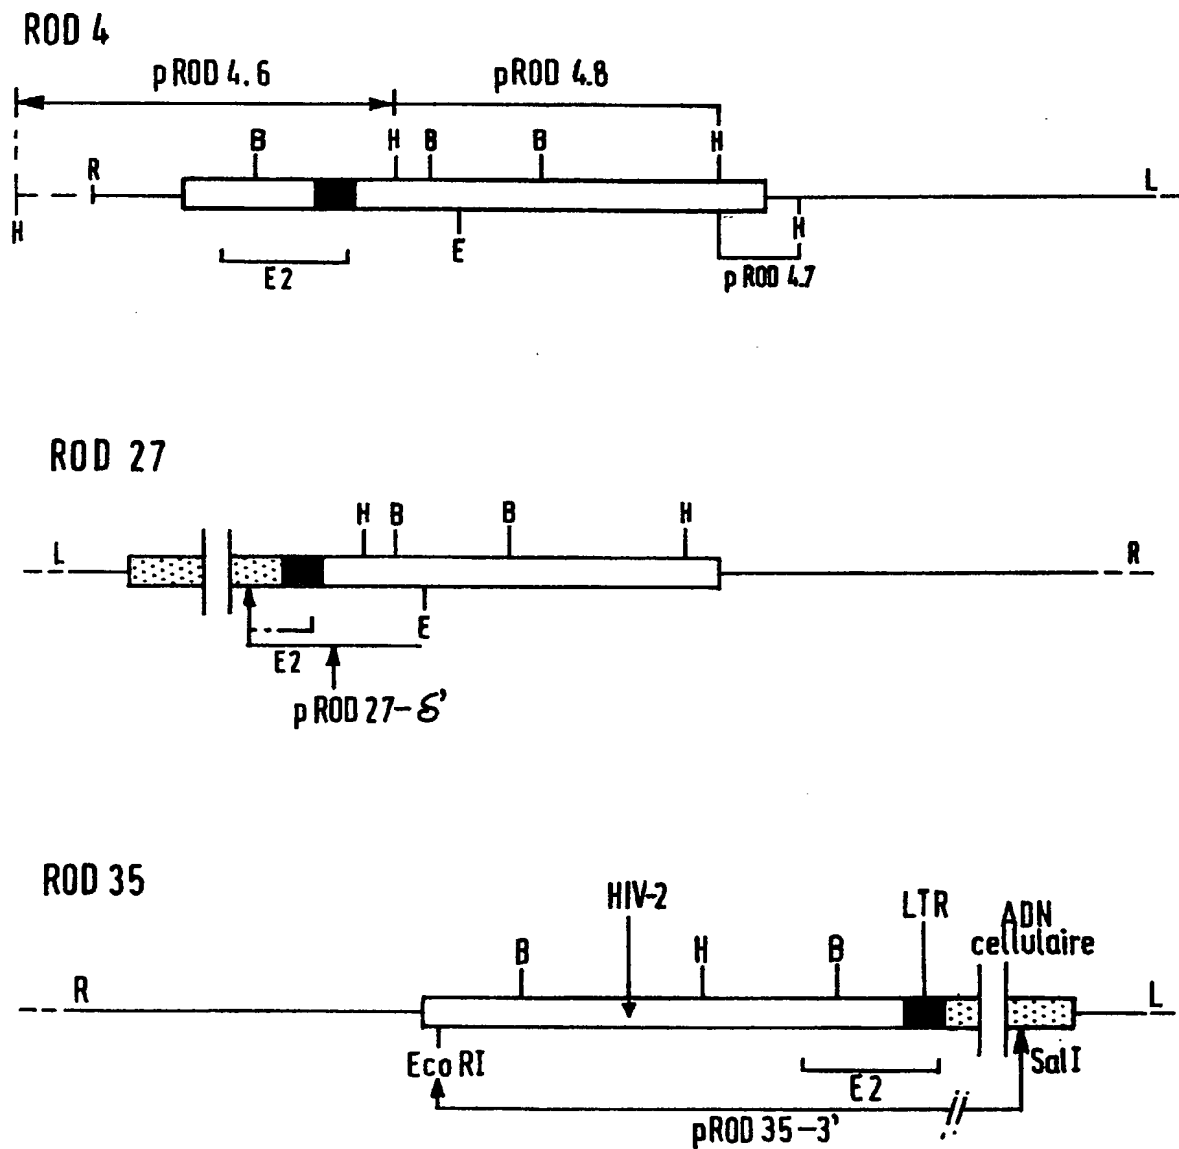 ROD 4
pROD 4.6 pROD 4.8
B H B B H
R L
H E H
E2 pROD 4.7
ROD 27
H B B H
L R
E
E2
pROD 27-δ'
ROD 35
HIV-2 LTR ADN
cellulaire
B H B
R L
EcoRI SalI
E2
pROD 35-3'